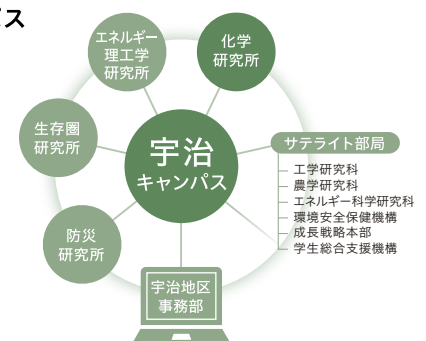 パス
エネルギー
理工学
研究所
化学
研究所
生存圏
研究所
宇治
キャンパス
サテライト部局
工学研究科
農学研究科
エネルギー科学研究科
環境安全保健機構
成長戦略本部
学生総合支援機構
防災
研究所
宇治地区
事務部